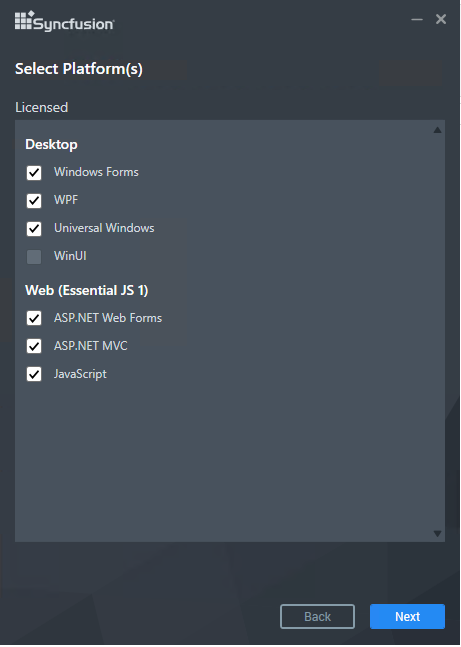 Syncfusion®
Select Platform(s)
Licensed
Desktop
Windows Forms
WPF
Universal Windows
WinUI
Web (Essential JS 1)
ASP.NET Web Forms
ASP.NET MVC
JavaScript
Back Next